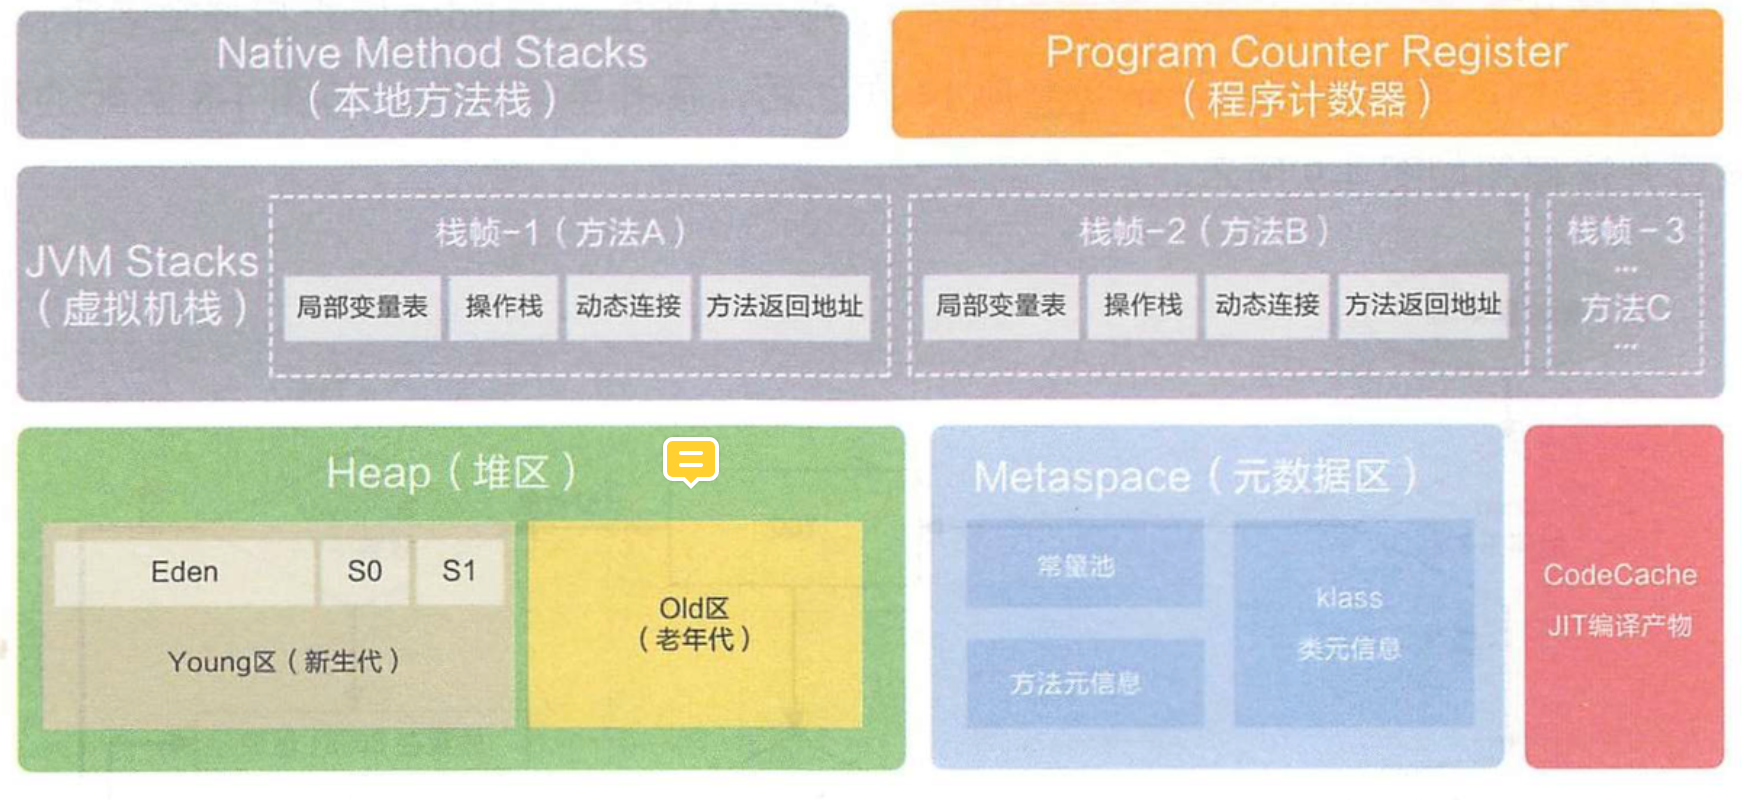 Native Method Stacks
（本地方法栈）
Program Counter Register
（程序计数器）
JVM Stacks
（虚拟机栈）
栈帧-1（方法A）
局部变量表
操作栈
动态连接
方法返回地址
栈帧-2（方法B）
局部变量表
操作栈
动态连接
方法返回地址
栈帧-3
...
方法C
...
Heap（堆区）
Eden
S0
S1
Young区（新生代）
Old区
（老年代）
Metaspace（元数据区）
常量池
方法元信息
klass
类元信息
CodeCache
JIT编译产物